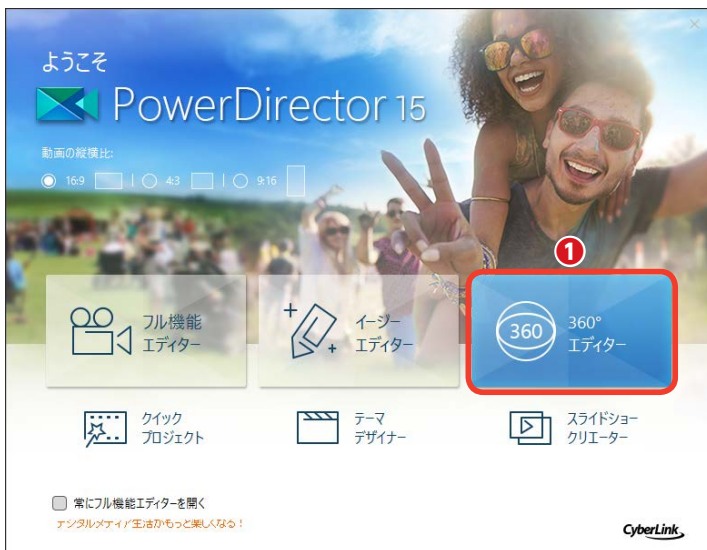 ようこそ
PowerDirector 15
動画の縦横比:
16:9 4:3 9:16
1
フル機能
エディター
イージー
エディター
360
360°
エディター
クイック
プロジェクト
テーマ
デザイナー
スライドショー
クリエーター
常にフル機能エディターを開く
デジタルメディア生活がもっと楽しくなる！
CyberLink